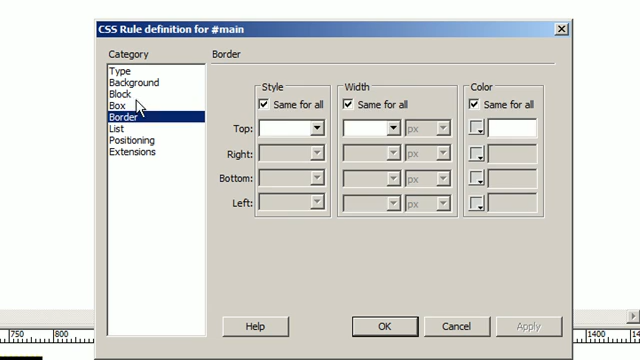 CSS Rule definition for #main
Category
Border
Type
Background
Block
Box
Border
List
Positioning
Extensions
Style
Width
Color
Same for all
Same for all
Same for all
Top:
px
Right:
px
Bottom:
px
Left:
px
Help
OK
Cancel
Apply
750
800
1400